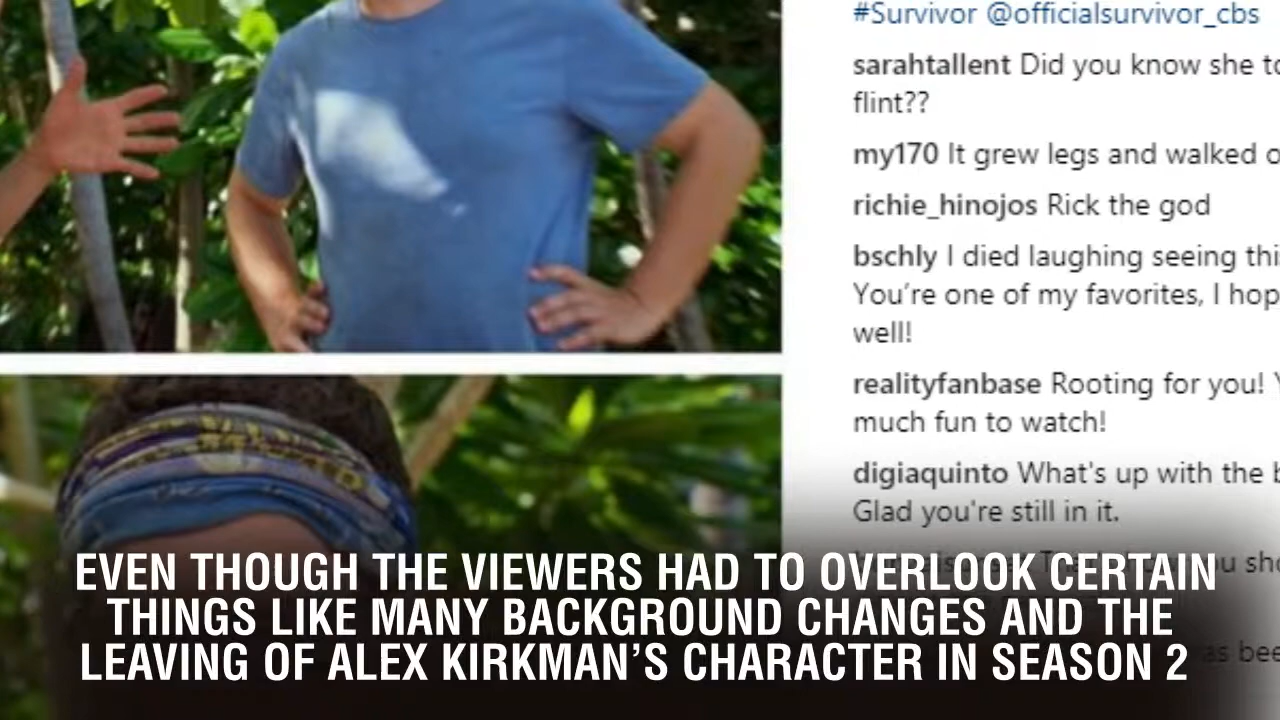 #Survivor @officialsurvivor_cbs
sarahtallent Did you know she to
flint??
my170 It grew legs and walked o
richie_hinojos Rick the god
bschly I died laughing seeing this
You're one of my favorites, I hop
well!
realityfanbase Rooting for you! Y
much fun to watch!
digiaquinto What's up with the b
Glad you're still in it.
EVEN THOUGH THE VIEWERS HAD TO OVERLOOK CERTAIN
THINGS LIKE MANY BACKGROUND CHANGES AND THE
LEAVING OF ALEX KIRKMAN’S CHARACTER IN SEASON 2